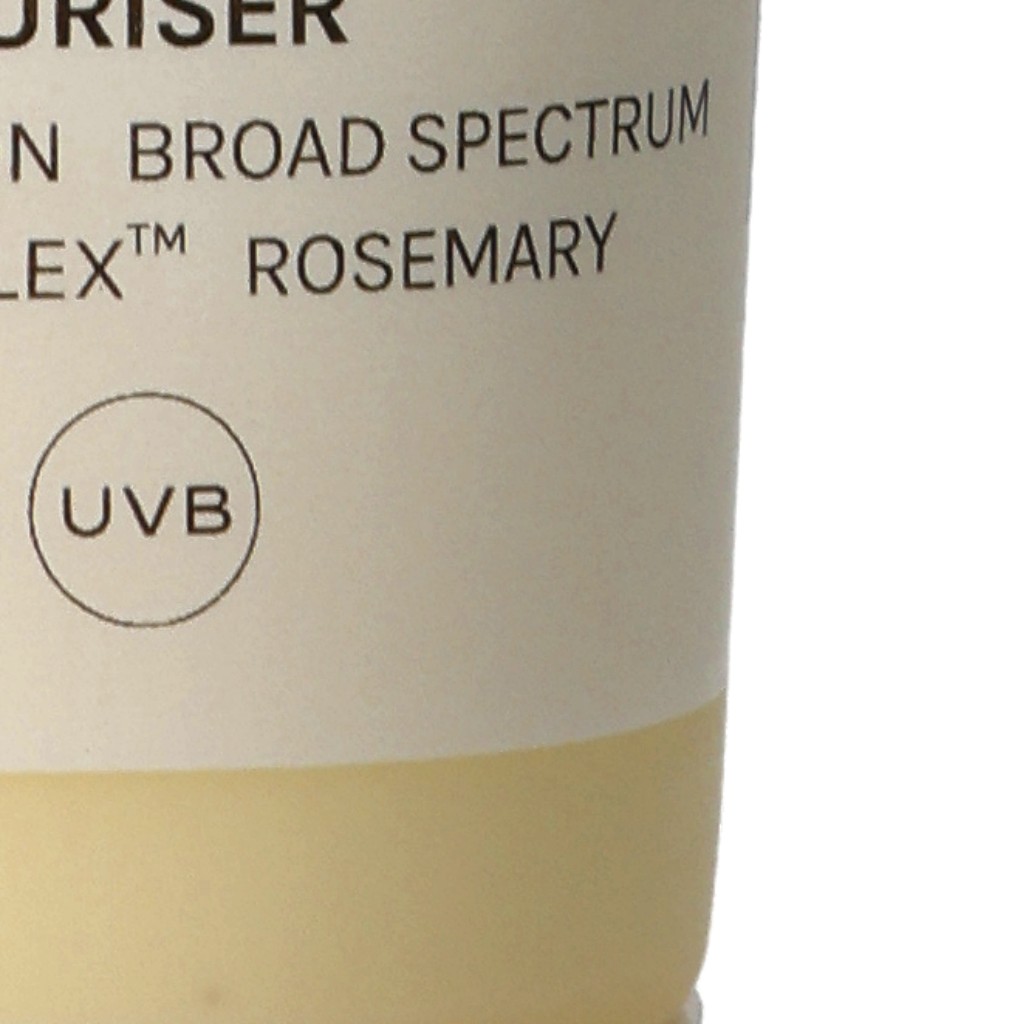 URISER
N BROAD SPECTRUM
LEX™ ROSEMARY
UVB